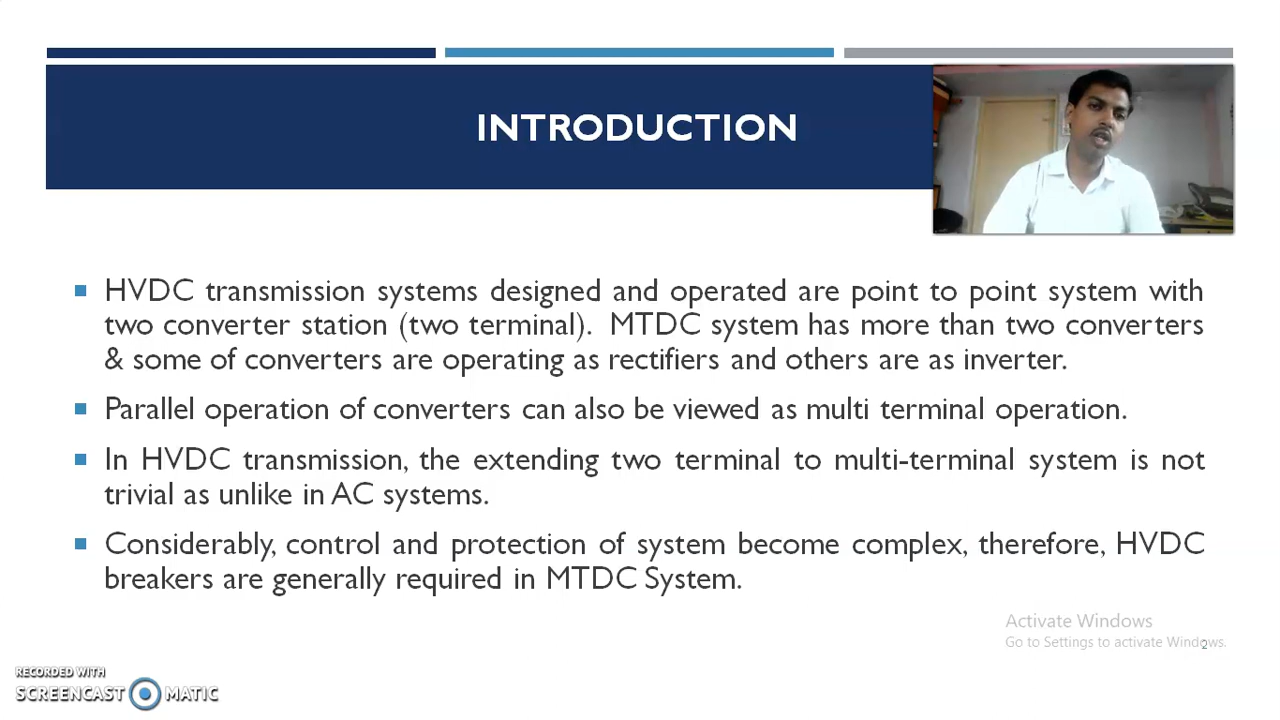 INTRODUCTION
HVDC transmission systems designed and operated are point to point system with
two converter station (two terminal). MTDC system has more than two converters
& some of converters are operating as rectifiers and others are as inverter.
Parallel operation of converters can also be viewed as multi terminal operation.
In HVDC transmission, the extending two terminal to multi-terminal system is not
trivial as unlike in AC systems.
Considerably, control and protection of system become complex, therefore, HVDC
breakers are generally required in MTDC System.
Activate Windows
Go to Settings to activate Windows.
2
RECORDED WITH
SCREENCAST MATIC